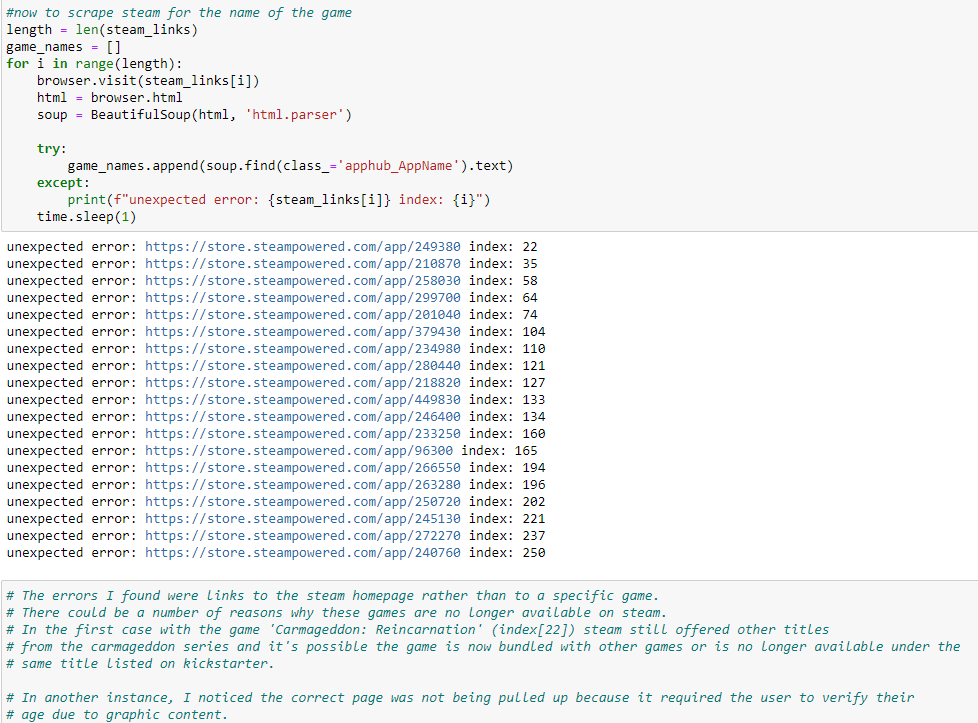 #now to scrape steam for the name of the game
length = len(steam_links)
game_names = []
for i in range(length):
    browser.visit(steam_links[i])
    html = browser.html
    soup = BeautifulSoup(html, 'html.parser')

    try:
        game_names.append(soup.find(class_='apphub_AppName').text)
    except:
        print(f"unexpected error: {steam_links[i]} index: {i}")
    time.sleep(1)
unexpected error: https://store.steampowered.com/app/249380 index: 22
unexpected error: https://store.steampowered.com/app/210870 index: 35
unexpected error: https://store.steampowered.com/app/258030 index: 58
unexpected error: https://store.steampowered.com/app/299700 index: 64
unexpected error: https://store.steampowered.com/app/201040 index: 74
unexpected error: https://store.steampowered.com/app/379430 index: 104
unexpected error: https://store.steampowered.com/app/234980 index: 110
unexpected error: https://store.steampowered.com/app/280440 index: 121
unexpected error: https://store.steampowered.com/app/218820 index: 127
unexpected error: https://store.steampowered.com/app/449830 index: 133
unexpected error: https://store.steampowered.com/app/246400 index: 134
unexpected error: https://store.steampowered.com/app/233250 index: 160
unexpected error: https://store.steampowered.com/app/96300 index: 165
unexpected error: https://store.steampowered.com/app/266550 index: 194
unexpected error: https://store.steampowered.com/app/263280 index: 196
unexpected error: https://store.steampowered.com/app/250720 index: 202
unexpected error: https://store.steampowered.com/app/245130 index: 221
unexpected error: https://store.steampowered.com/app/272270 index: 237
unexpected error: https://store.steampowered.com/app/240760 index: 250
# The errors I found were links to the steam homepage rather than to a specific game.
# There could be a number of reasons why these games are no longer available on steam.
# In the first case with the game 'Carmageddon: Reincarnation' (index[22]) steam still offered other titles
# from the carmageddon series and it's possible the game is now bundled with other games or is no longer available under the
# same title listed on kickstarter.

# In another instance, I noticed the correct page was not being pulled up because it required the user to verify their
# age due to graphic content.